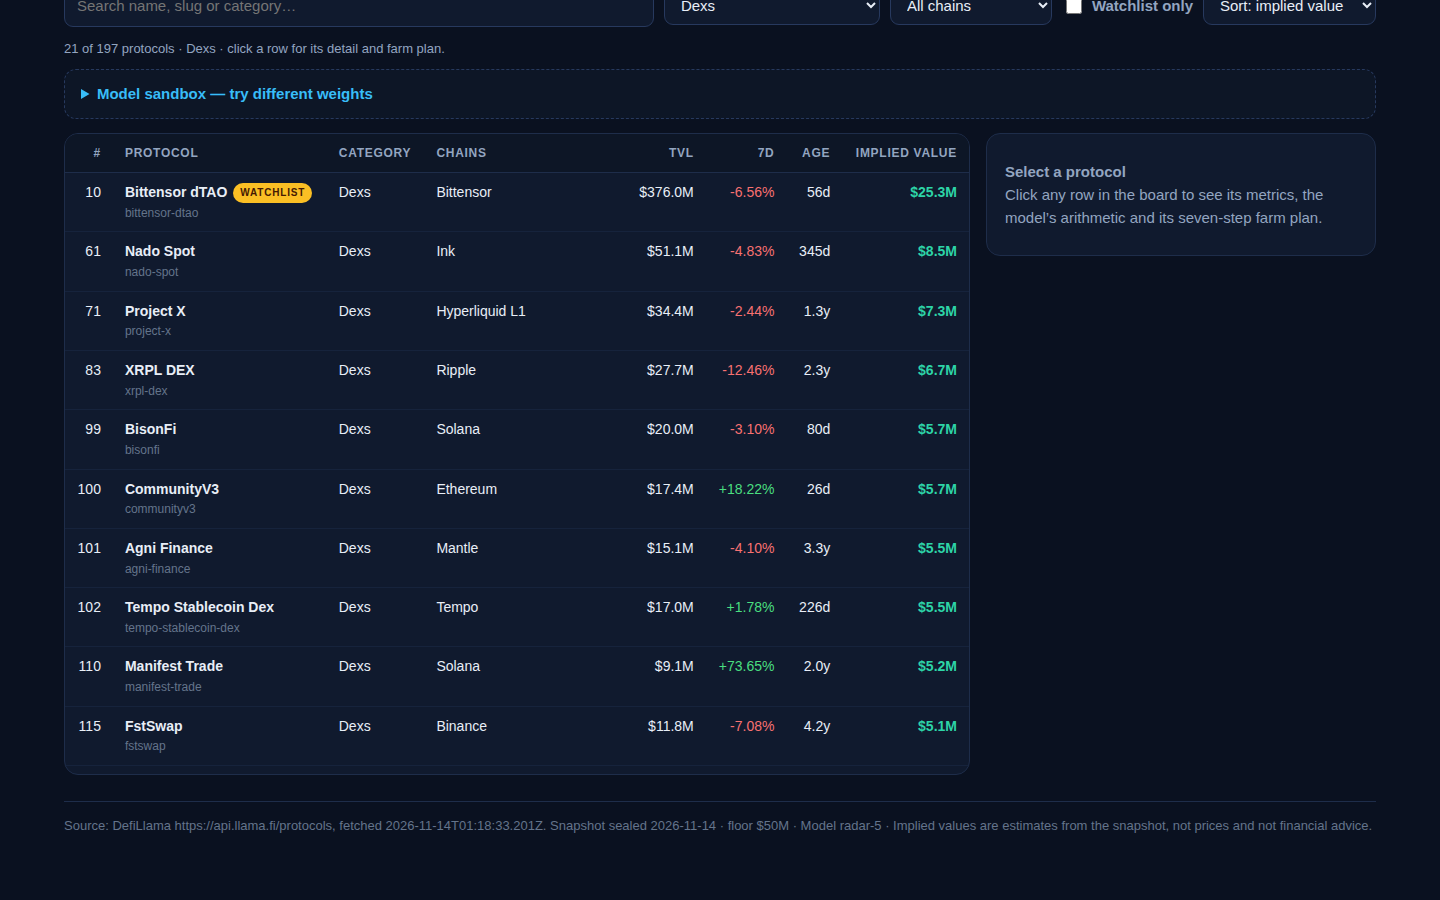 Search name, slug or category…
Dexs
All chains
Watchlist only
Sort: implied value
21 of 197 protocols · Dexs · click a row for its detail and farm plan.
Model sandbox — try different weights
# PROTOCOL CATEGORY CHAINS TVL 7D AGE IMPLIED VALUE
10 Bittensor dTAO WATCHLIST Dexs Bittensor $376.0M -6.56% 56d $25.3M
bittensor-dtao
61 Nado Spot Dexs Ink $51.1M -4.83% 345d $8.5M
nado-spot
71 Project X Dexs Hyperliquid L1 $34.4M -2.44% 1.3y $7.3M
project-x
83 XRPL DEX Dexs Ripple $27.7M -12.46% 2.3y $6.7M
xrpl-dex
99 BisonFi Dexs Solana $20.0M -3.10% 80d $5.7M
bisonfi
100 CommunityV3 Dexs Ethereum $17.4M +18.22% 26d $5.7M
communityv3
101 Agni Finance Dexs Mantle $15.1M -4.10% 3.3y $5.5M
agni-finance
102 Tempo Stablecoin Dex Dexs Tempo $17.0M +1.78% 226d $5.5M
tempo-stablecoin-dex
110 Manifest Trade Dexs Solana $9.1M +73.65% 2.0y $5.2M
manifest-trade
115 FstSwap Dexs Binance $11.8M -7.08% 4.2y $5.1M
fstswap
Select a protocol
Click any row in the board to see its metrics, the
model's arithmetic and its seven-step farm plan.
Source: DefiLlama https://api.llama.fi/protocols, fetched 2026-11-14T01:18:33.201Z. Snapshot sealed 2026-11-14 · floor $50M · Model radar-5 · Implied values are estimates from the snapshot, not prices and not financial advice.